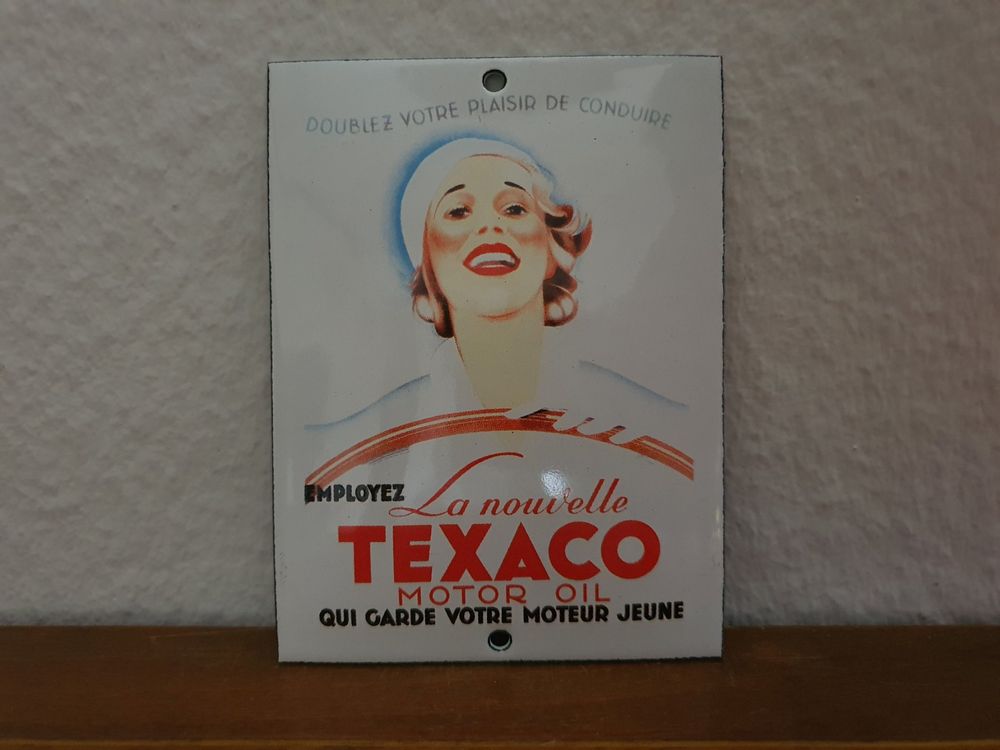 DOUBLEZ VOTRE PLAISIR DE CONDUIRE
EMPLOYEZ La nouvelle
TEXACO
MOTOR OIL
QUI GARDE VOTRE MOTEUR JEUNE